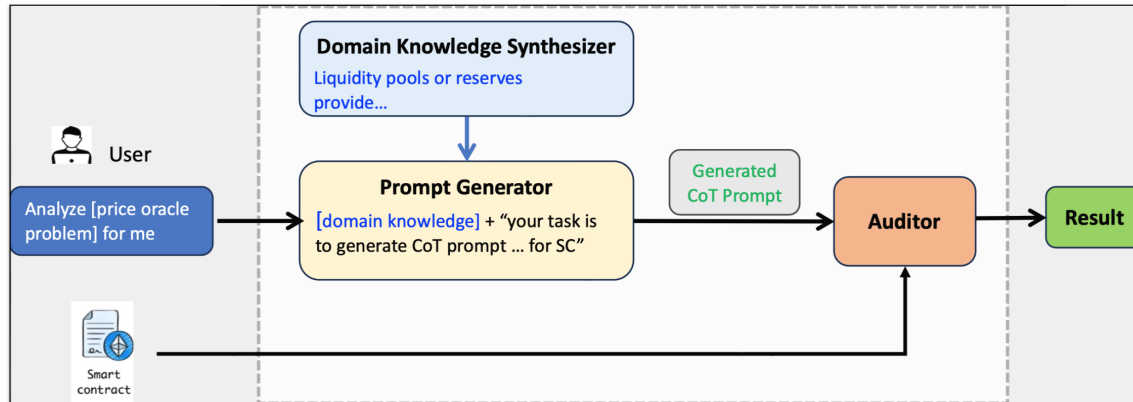 Domain Knowledge Synthesizer
Liquidity pools or reserves
provide…
User
Analyze [price oracle
problem] for me
Prompt Generator
[domain knowledge] + “your task is
to generate CoT prompt … for SC”
Generated
CoT Prompt
Auditor
Result
Smart
contract